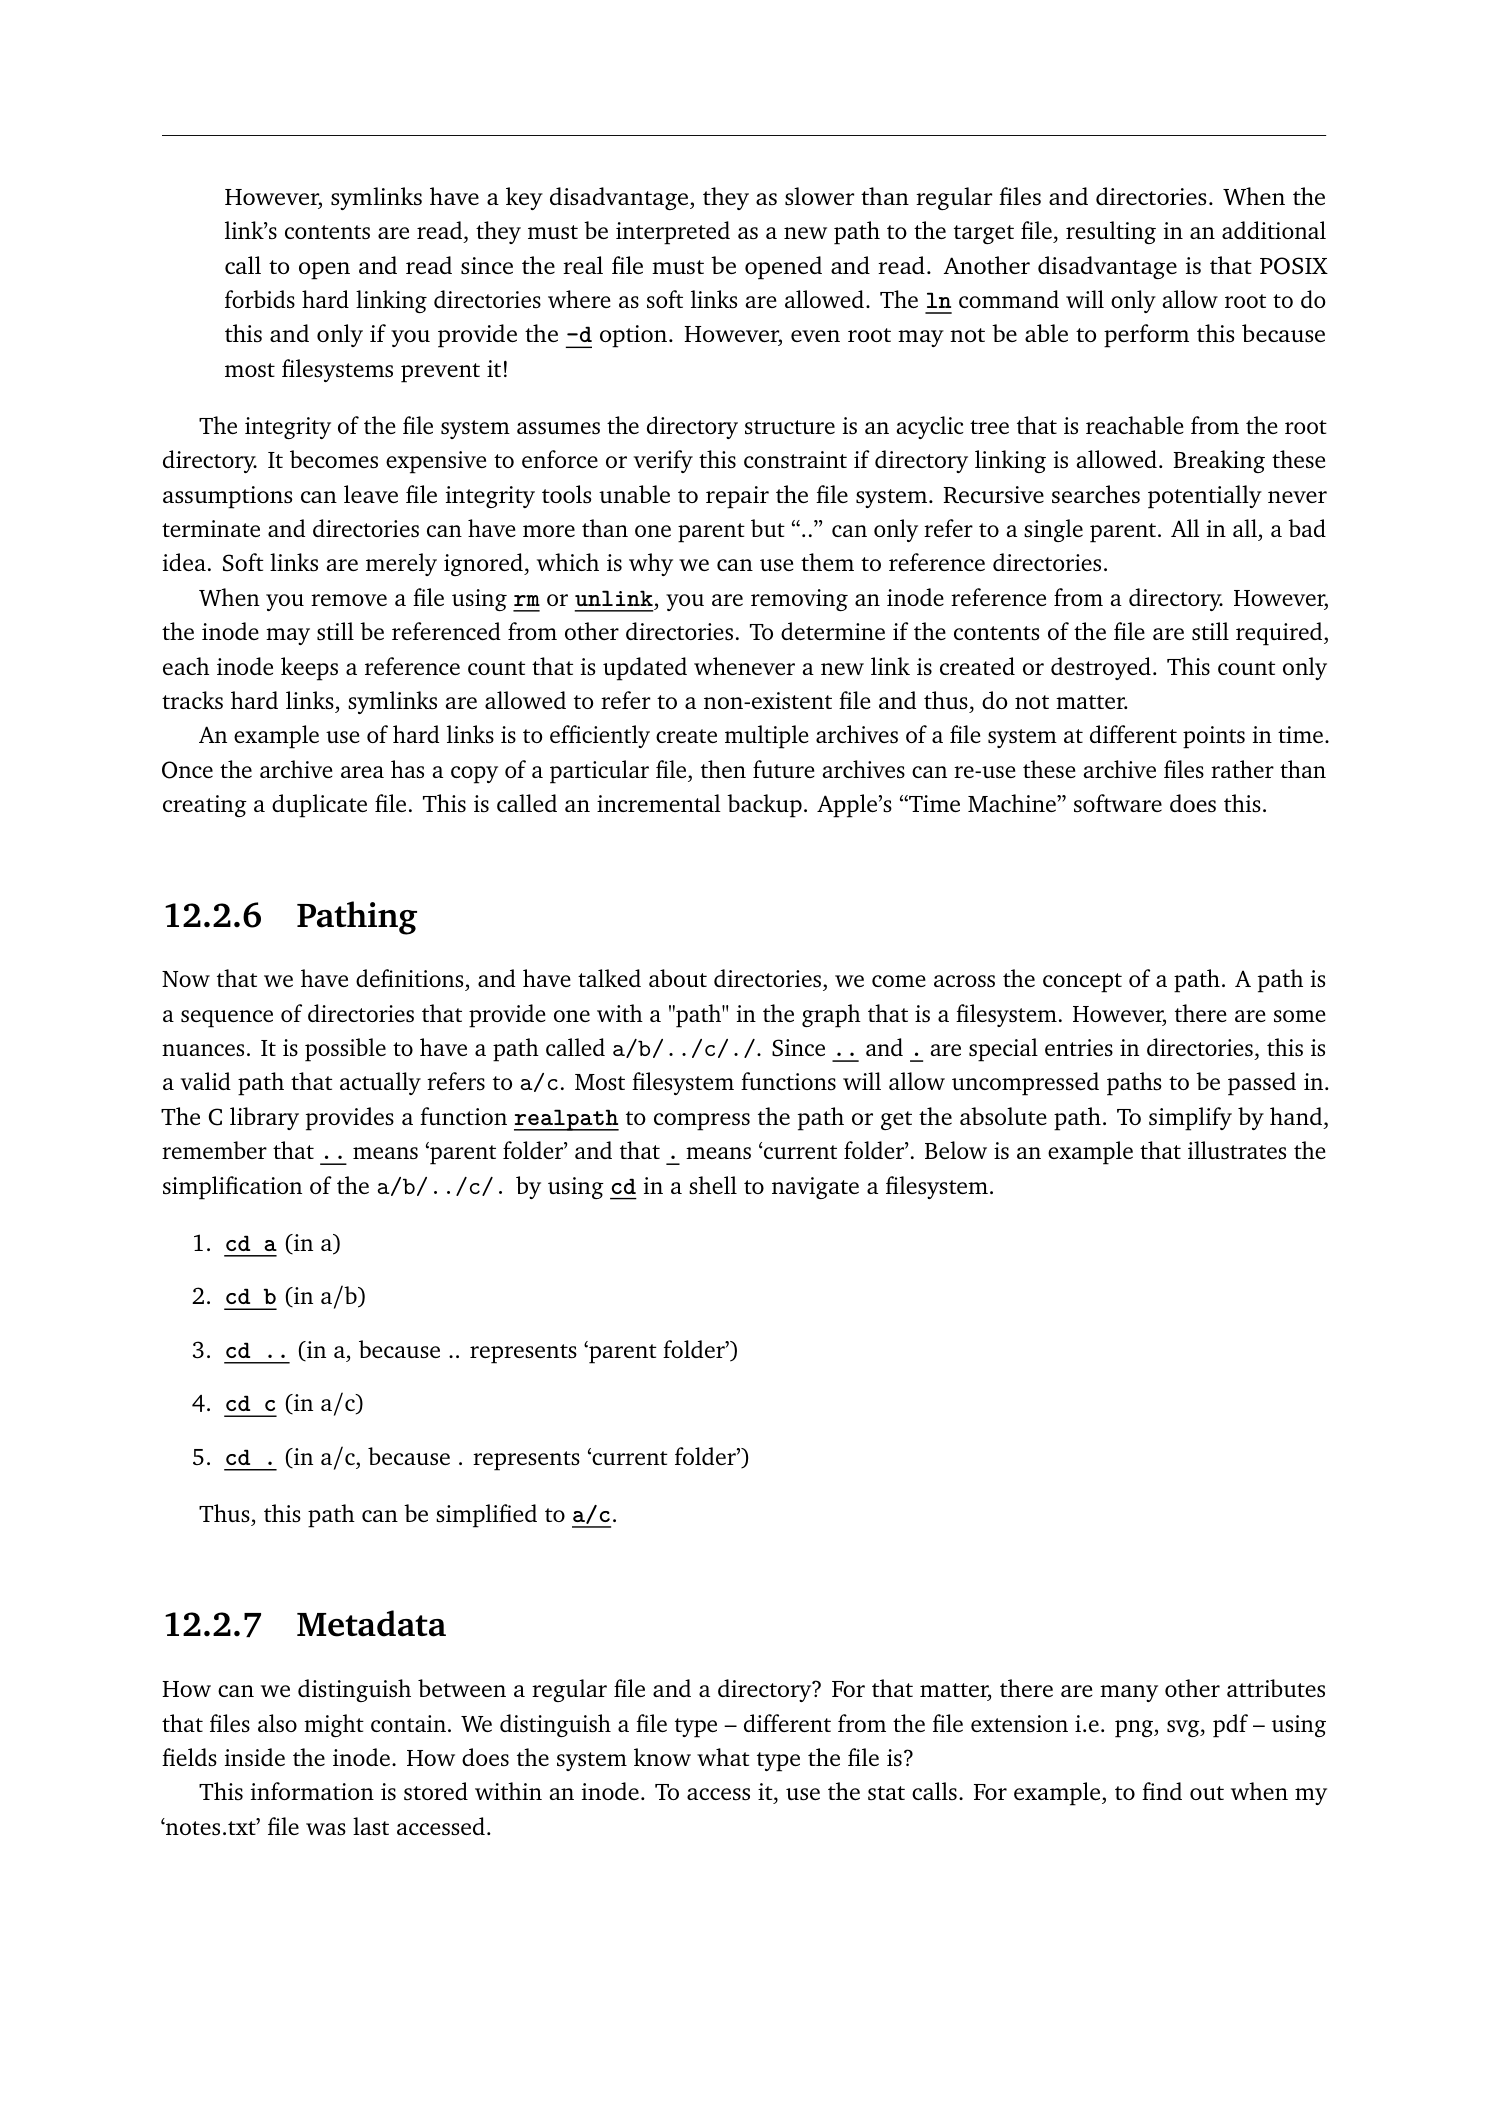 However, symlinks have a key disadvantage, they as slower than regular files and directories. When the
link’s contents are read, they must be interpreted as a new path to the target file, resulting in an additional
call to open and read since the real file must be opened and read. Another disadvantage is that POSIX
forbids hard linking directories where as soft links are allowed. The ln command will only allow root to do
this and only if you provide the -d option. However, even root may not be able to perform this because
most filesystems prevent it!
The integrity of the file system assumes the directory structure is an acyclic tree that is reachable from the root
directory. It becomes expensive to enforce or verify this constraint if directory linking is allowed. Breaking these
assumptions can leave file integrity tools unable to repair the file system. Recursive searches potentially never
terminate and directories can have more than one parent but “..” can only refer to a single parent. All in all, a bad
idea. Soft links are merely ignored, which is why we can use them to reference directories.
When you remove a file using rm or unlink, you are removing an inode reference from a directory. However,
the inode may still be referenced from other directories. To determine if the contents of the file are still required,
each inode keeps a reference count that is updated whenever a new link is created or destroyed. This count only
tracks hard links, symlinks are allowed to refer to a non-existent file and thus, do not matter.
An example use of hard links is to efficiently create multiple archives of a file system at different points in time.
Once the archive area has a copy of a particular file, then future archives can re-use these archive files rather than
creating a duplicate file. This is called an incremental backup. Apple’s “Time Machine” software does this.
12.2.6 Pathing
Now that we have definitions, and have talked about directories, we come across the concept of a path. A path is
a sequence of directories that provide one with a "path" in the graph that is a filesystem. However, there are some
nuances. It is possible to have a path called a/b/../c/./. Since .. and . are special entries in directories, this is
a valid path that actually refers to a/c. Most filesystem functions will allow uncompressed paths to be passed in.
The C library provides a function realpath to compress the path or get the absolute path. To simplify by hand,
remember that .. means ‘parent folder’ and that . means ‘current folder’. Below is an example that illustrates the
simplification of the a/b/../c/. by using cd in a shell to navigate a filesystem.
1. cd a (in a)
2. cd b (in a/b)
3. cd .. (in a, because .. represents ‘parent folder’)
4. cd c (in a/c)
5. cd . (in a/c, because . represents ‘current folder’)
Thus, this path can be simplified to a/c.
12.2.7 Metadata
How can we distinguish between a regular file and a directory? For that matter, there are many other attributes
that files also might contain. We distinguish a file type – different from the file extension i.e. png, svg, pdf – using
fields inside the inode. How does the system know what type the file is?
This information is stored within an inode. To access it, use the stat calls. For example, to find out when my
‘notes.txt’ file was last accessed.